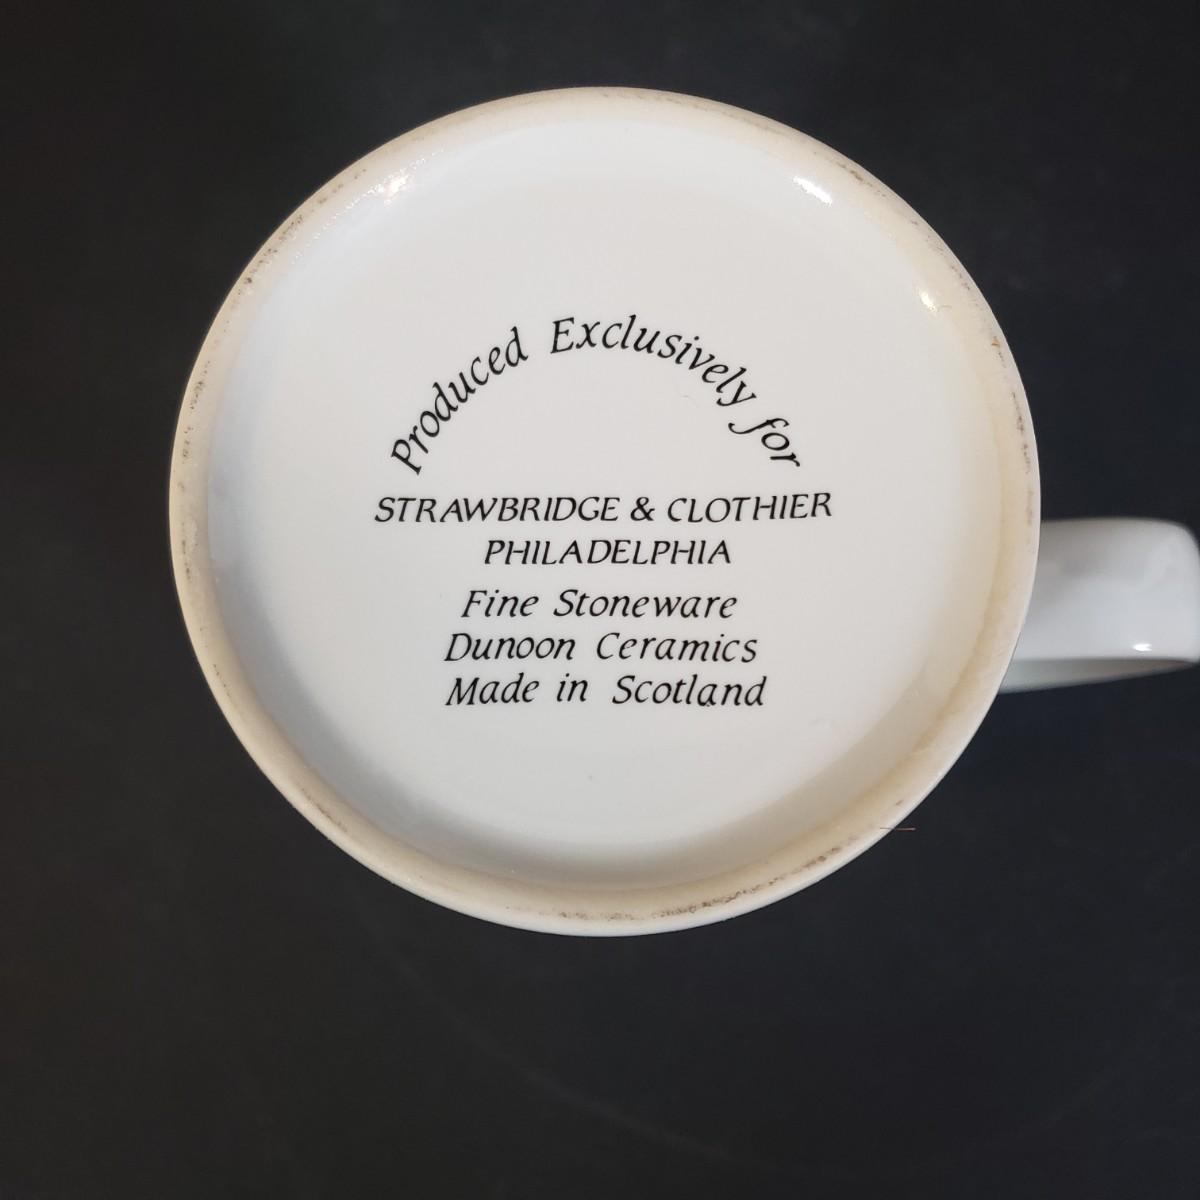 Produced Exclusively for
STRAWBRIDGE & CLOTHIER
PHILADELPHIA
Fine Stoneware
Dunoon Ceramics
Made in Scotland